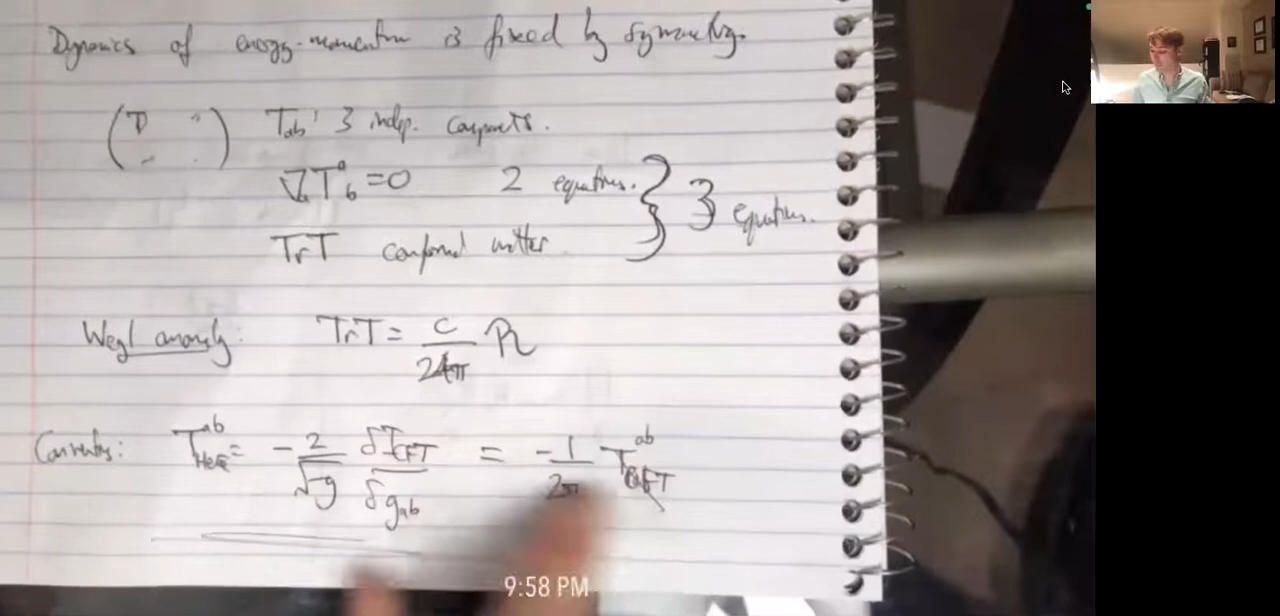 Dynamics of energy-momentum is fixed by symmetry.
T_ab: 3 indep. components.
∇_a T^a_b = 0 2 equations. } 3 equations.
Tr T conformal matter.
Weyl anomaly: Tr T = c/24π R
Conventions: T^ab_Here = -2/√g δI_CFT/δg_ab = -1/2π T^ab_CFT
9:58 PM